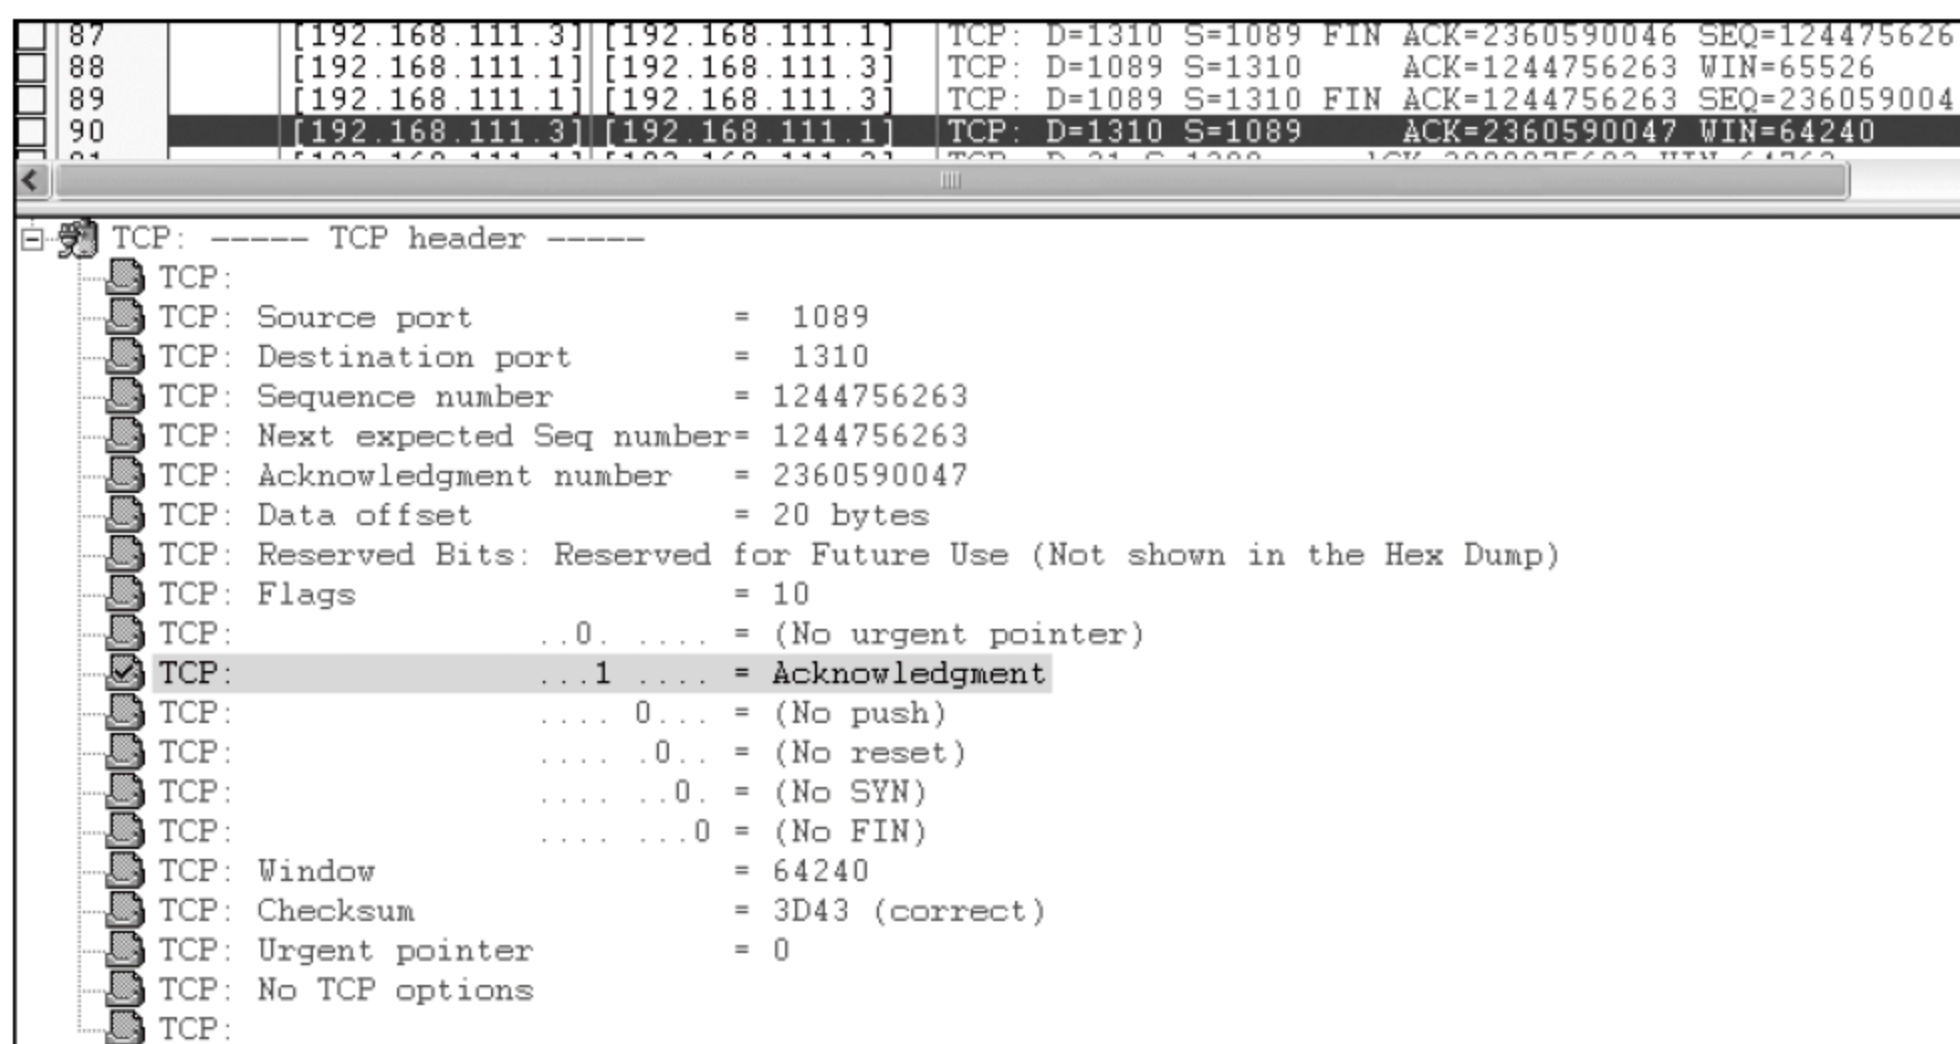 87 [192.168.111.3] [192.168.111.1] TCP: D=1310 S=1089 FIN ACK=2360590046 SEQ=124475626
88 [192.168.111.1] [192.168.111.3] TCP: D=1089 S=1310 ACK=1244756263 WIN=65526
89 [192.168.111.1] [192.168.111.3] TCP: D=1089 S=1310 FIN ACK=1244756263 SEQ=236059004
90 [192.168.111.3] [192.168.111.1] TCP: D=1310 S=1089 ACK=2360590047 WIN=64240
TCP: ----- TCP header -----
TCP:
TCP: Source port = 1089
TCP: Destination port = 1310
TCP: Sequence number = 1244756263
TCP: Next expected Seq number= 1244756263
TCP: Acknowledgment number = 2360590047
TCP: Data offset = 20 bytes
TCP: Reserved Bits: Reserved for Future Use (Not shown in the Hex Dump)
TCP: Flags = 10
TCP: ..0. .... = (No urgent pointer)
TCP: ...1 .... = Acknowledgment
TCP: .... 0... = (No push)
TCP: .... .0.. = (No reset)
TCP: .... ..0. = (No SYN)
TCP: .... ...0 = (No FIN)
TCP: Window = 64240
TCP: Checksum = 3D43 (correct)
TCP: Urgent pointer = 0
TCP: No TCP options
TCP: